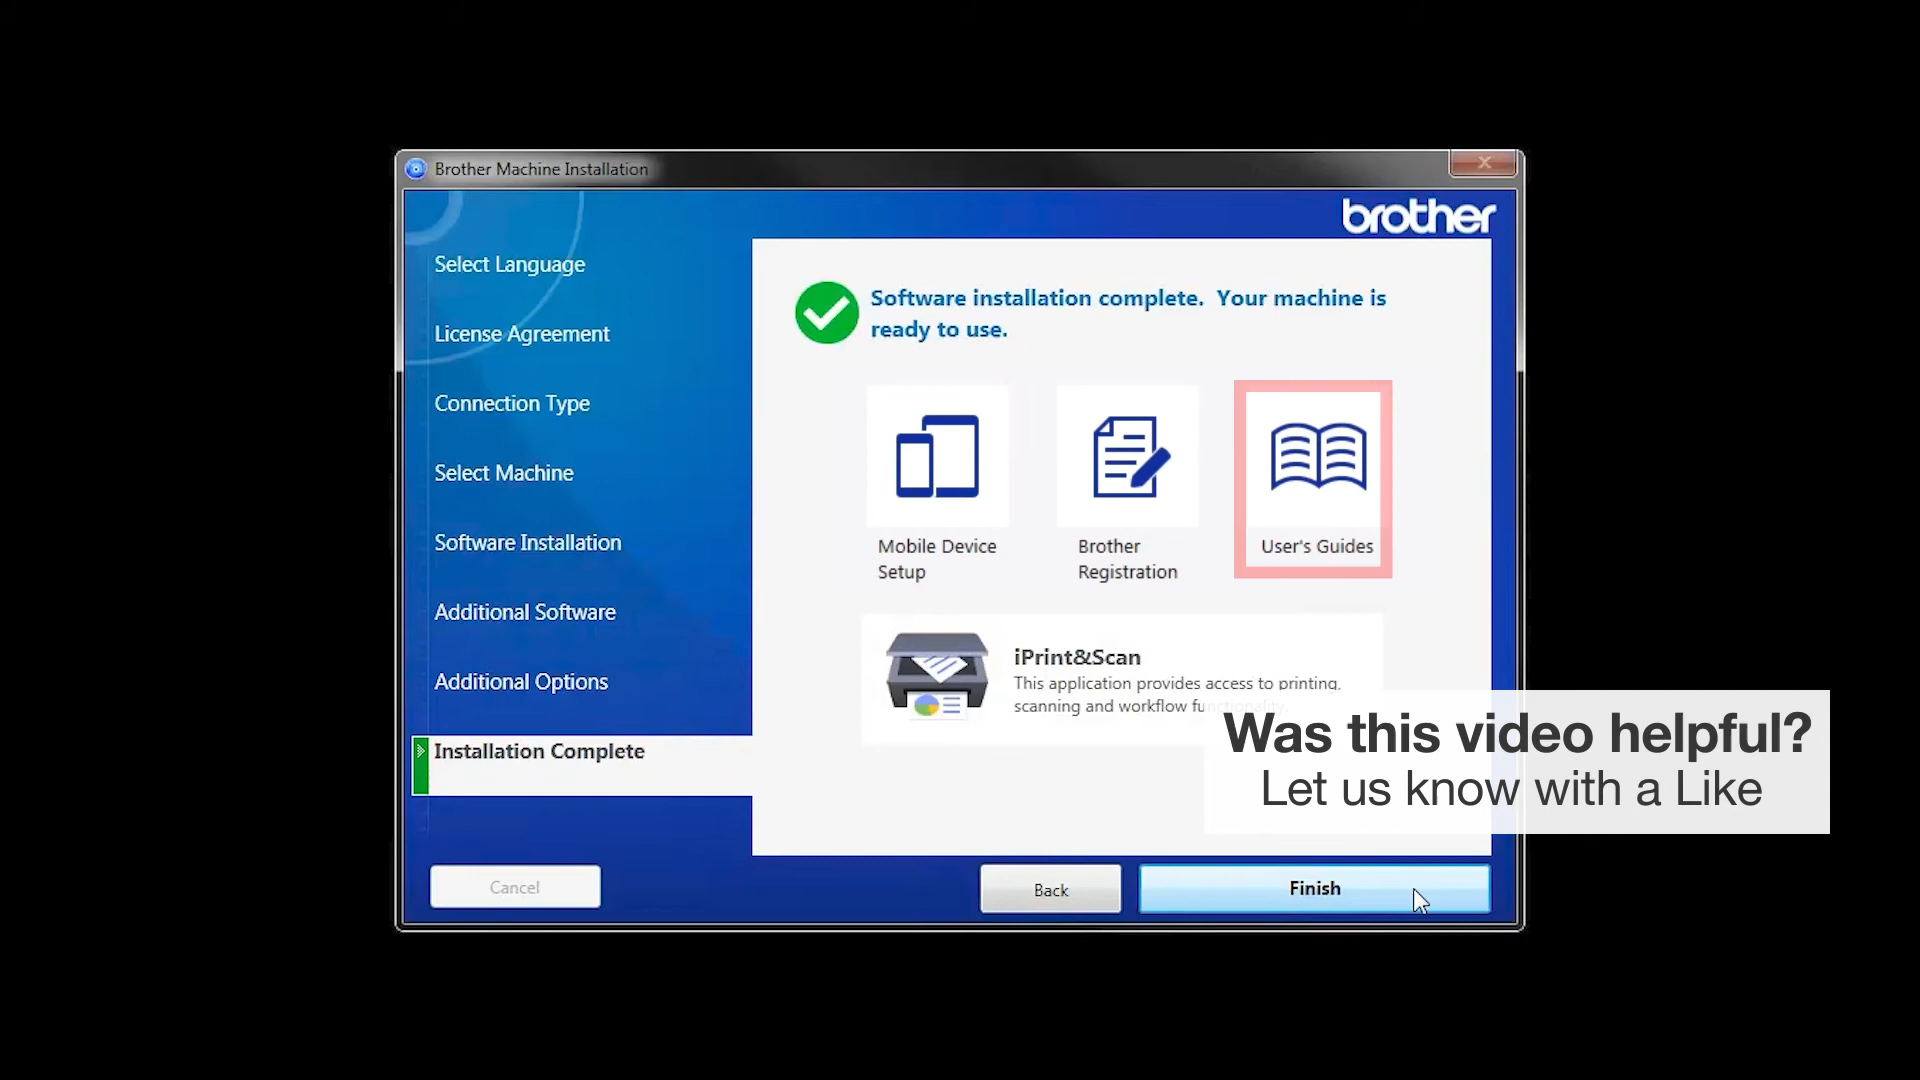 Brother Machine Installation
brother
Select Language
License Agreement
Connection Type
Select Machine
Software Installation
Additional Software
Additional Options
Installation Complete
Software installation complete. Your machine is
ready to use.
Mobile Device
Setup
Brother
Registration
User's Guides
iPrint&Scan
This application provides access to printing,
scanning and workflow functionality.
Was this video helpful?
Let us know with a Like
Cancel
Back
Finish